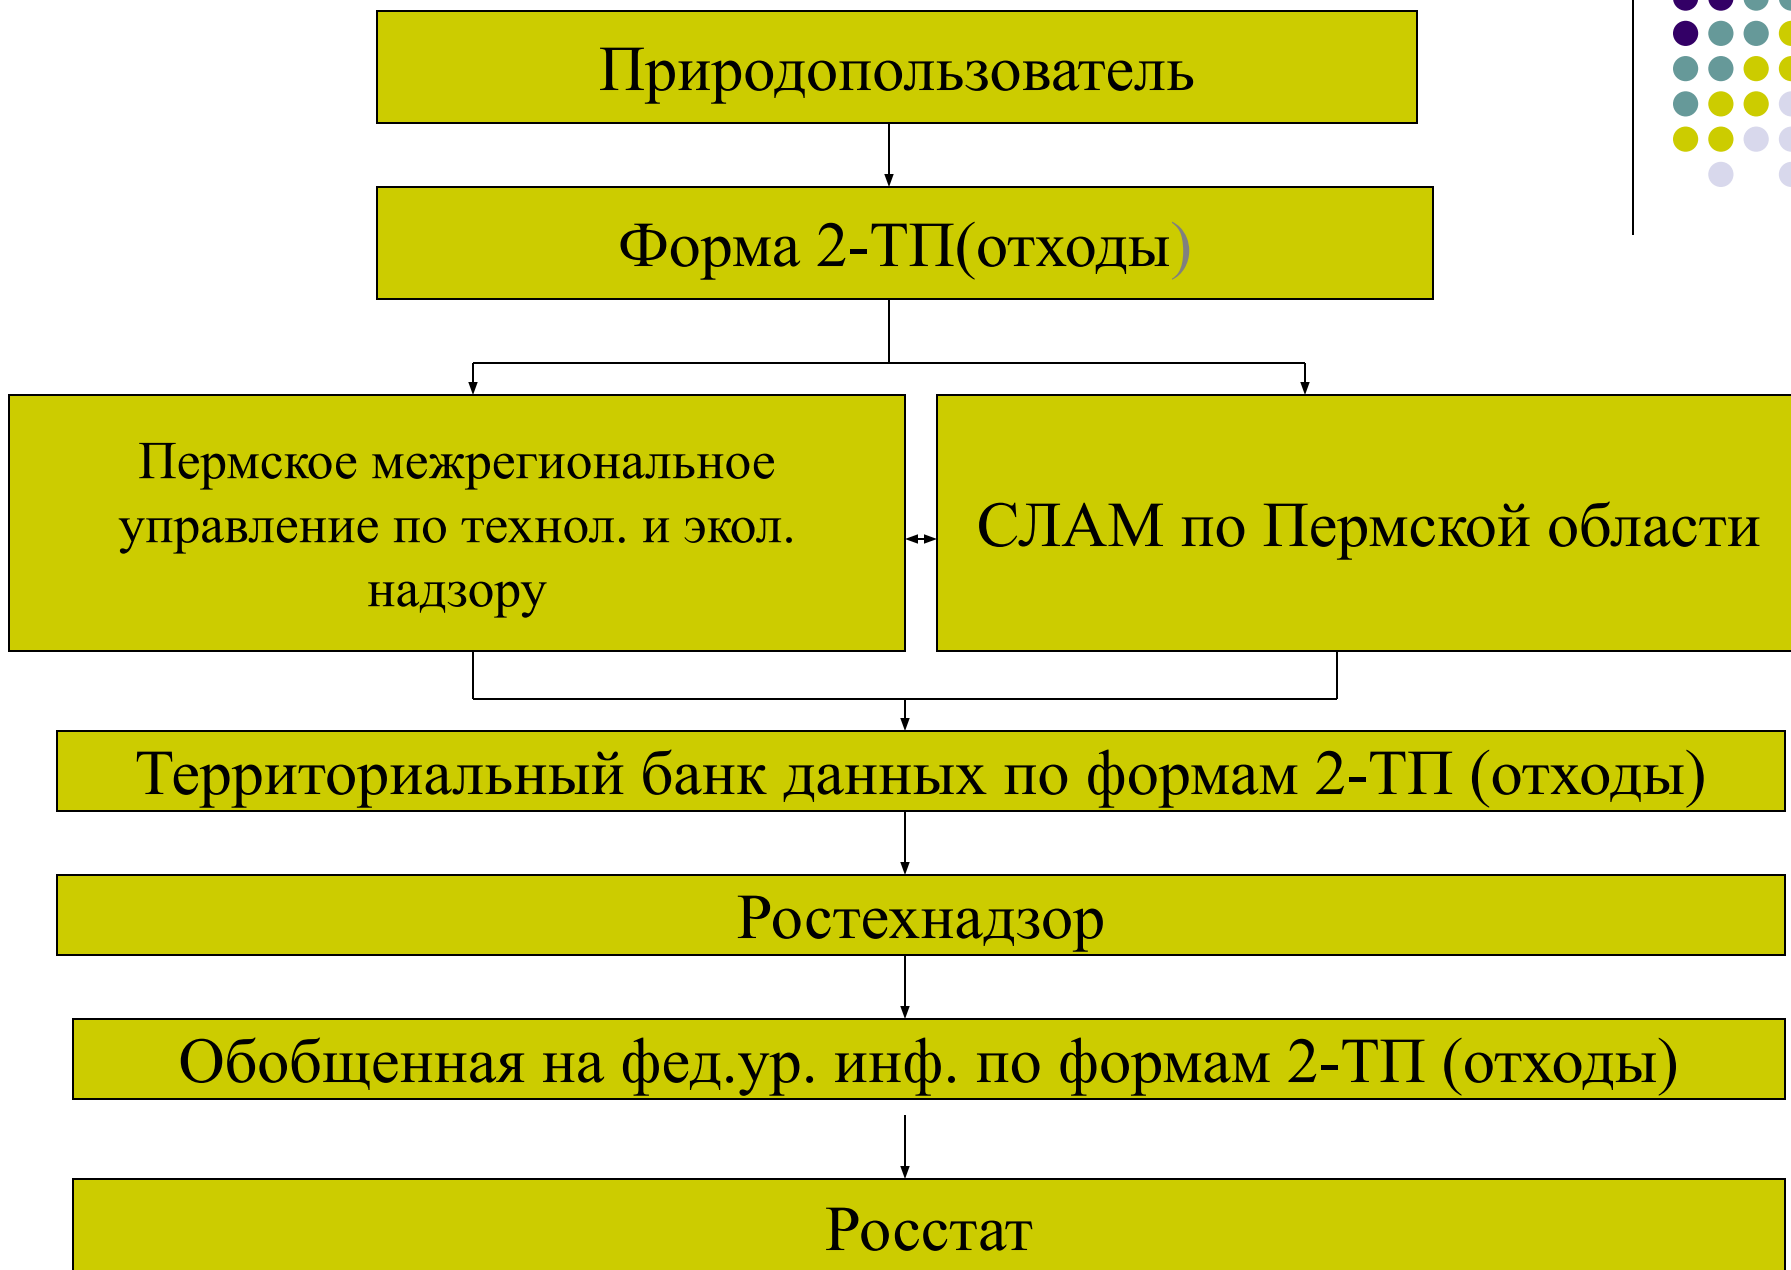 Природопользователь
Форма 2-ТП(отходы)
Пермское межрегиональное
управление по технол. и экол.
надзору
СЛАМ по Пермской области
Территориальный банк данных по формам 2-ТП (отходы)
Ростехнадзор
Обобщенная на фед.ур. инф. по формам 2-ТП (отходы)
Росстат